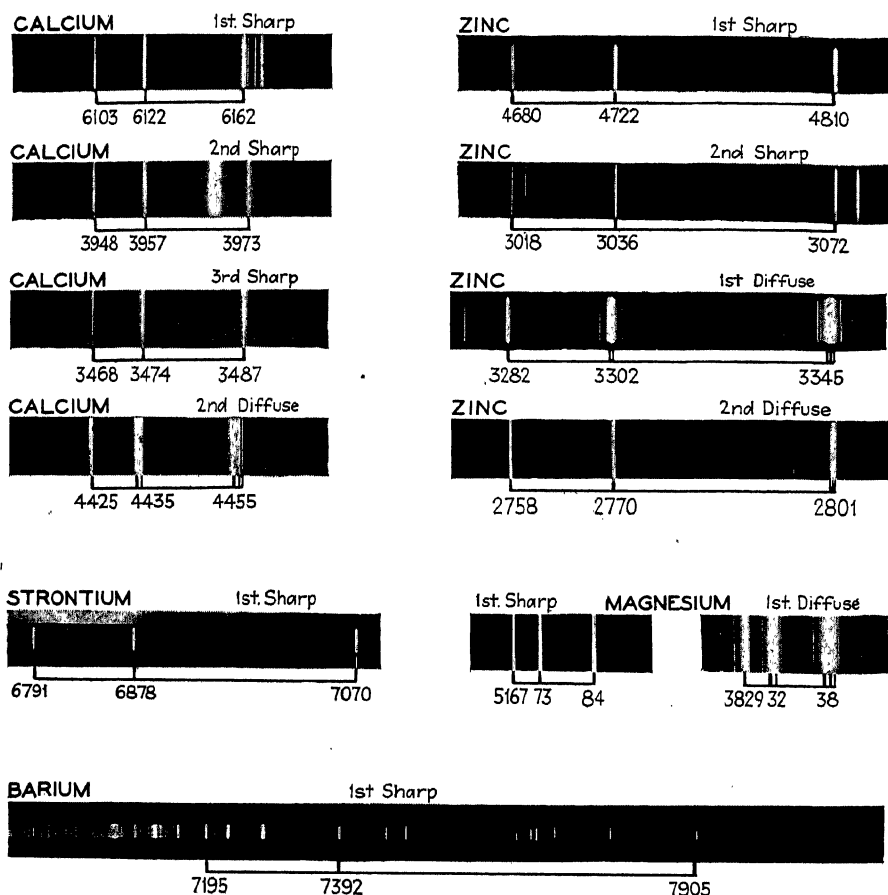 CALCIUM 1st. Sharp
6103 6122 6162
CALCIUM 2nd Sharp
3948 3957 3973
CALCIUM 3rd Sharp
3468 3474 3487
CALCIUM 2nd Diffuse
4425 4435 4455
ZINC 1st Sharp
4680 4722 4810
ZINC 2nd Sharp
3018 3036 3072
ZINC 1st Diffuse
3282 3302 3345
ZINC 2nd Diffuse
2758 2770 2801
STRONTIUM 1st. Sharp
6791 6878 7070
1st. Sharp MAGNESIUM 1st. Diffuse
5167 73 84 3829 32 38
BARIUM 1st Sharp
7195 7392 7905